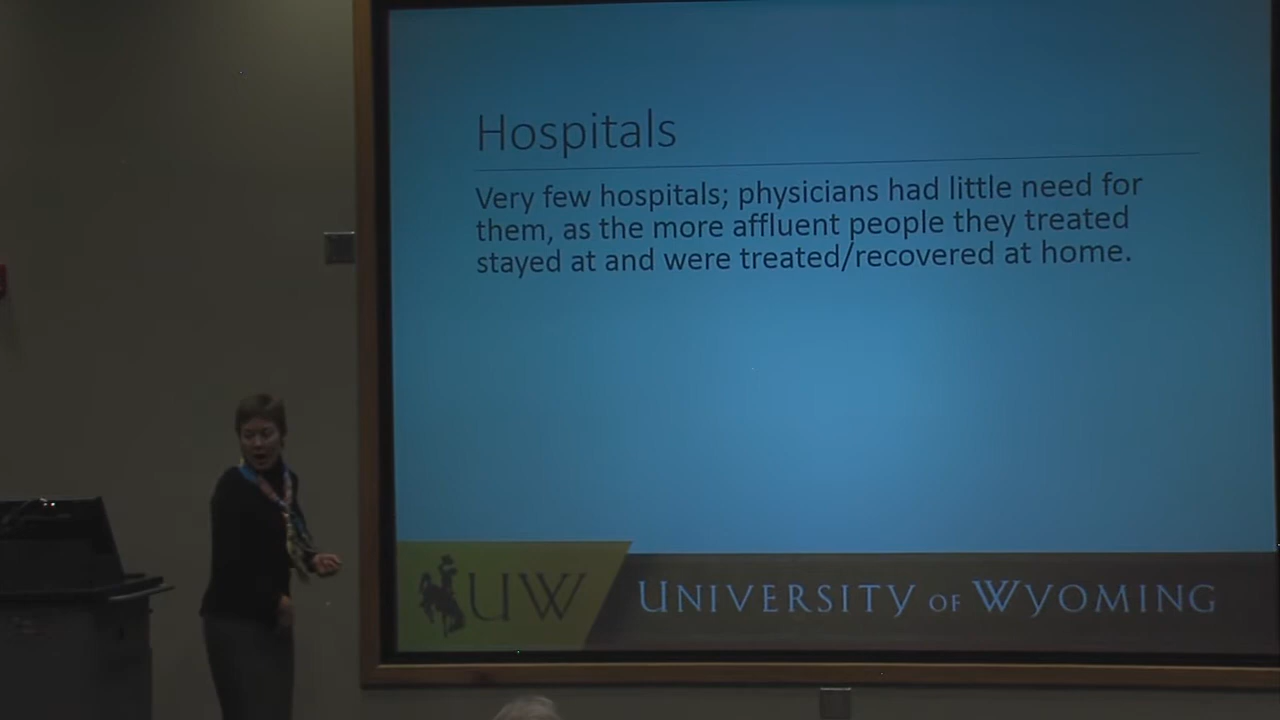 Hospitals
Very few hospitals; physicians had little need for
them, as the more affluent people they treated
stayed at and were treated/recovered at home.
UW
UNIVERSITY OF WYOMING